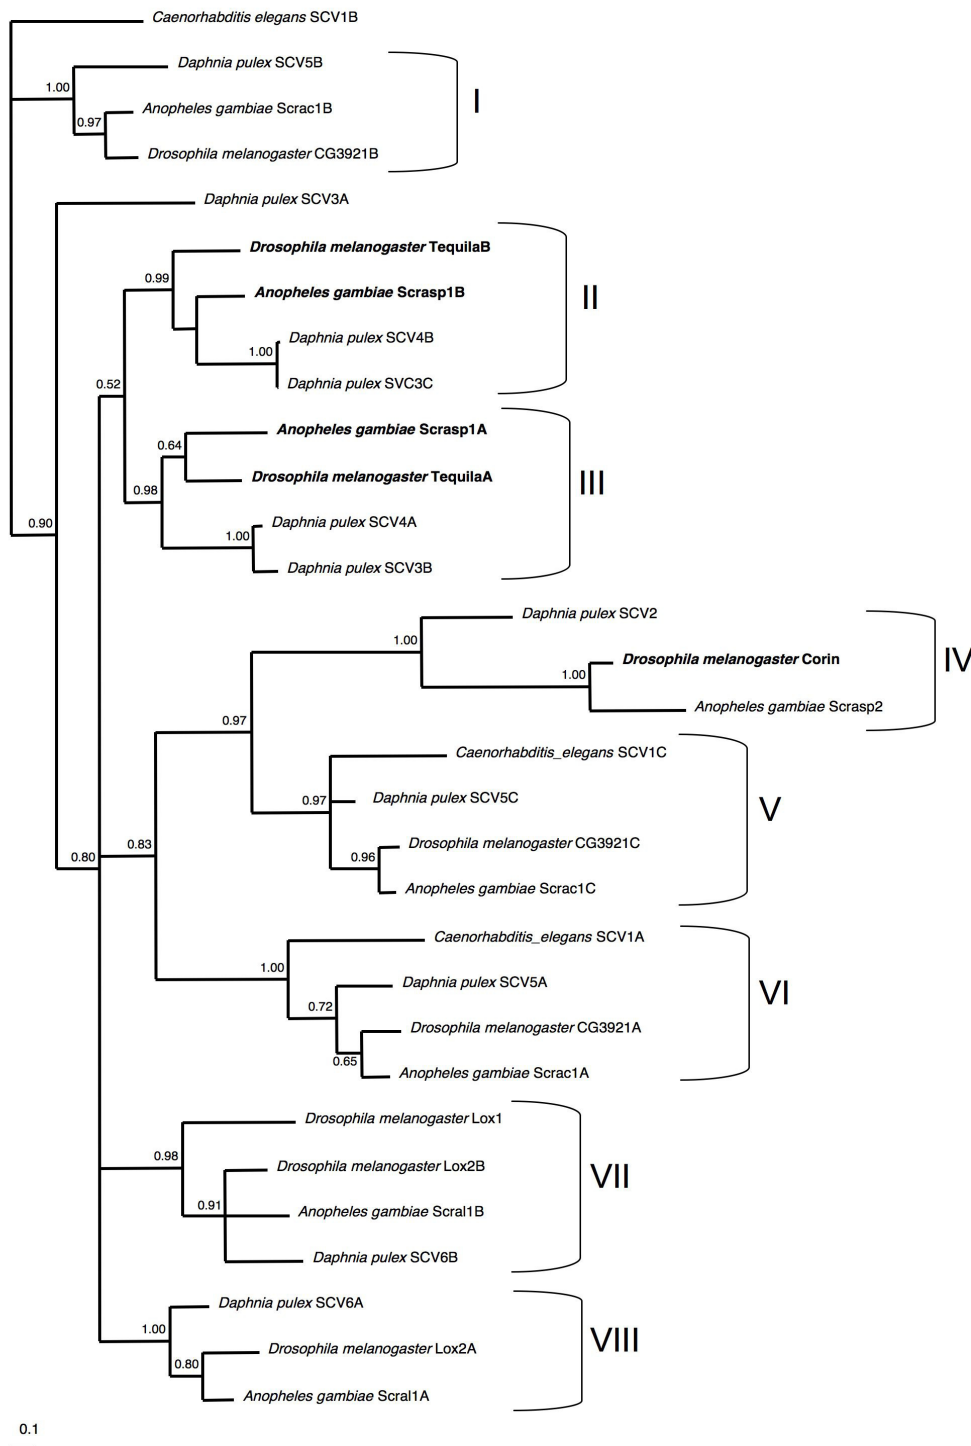 Caenorhabditis elegans SCV1B
Daphnia pulex SCV5B
1.00
Anopheles gambiae Scrac1B
I
0.97
Drosophila melanogaster CG3921B
Daphnia pulex SCV3A
Drosophila melanogaster TequilaB
0.99
Anopheles gambiae Scrasp1B
II
Daphnia pulex SCV4B
1.00
Daphnia pulex SVC3C
0.52
Anopheles gambiae Scrasp1A
0.64
Drosophila melanogaster TequilaA
III
0.98
Daphnia pulex SCV4A
0.90
1.00
Daphnia pulex SCV3B
Daphnia pulex SCV2
1.00
Drosophila melanogaster Corin
IV
1.00
Anopheles gambiae Scrasp2
0.97
Caenorhabditis_elegans SCV1C
0.97
Daphnia pulex SCV5C
V
Drosophila melanogaster CG3921C
0.83
0.80
0.96
Anopheles gambiae Scrac1C
Caenorhabditis_elegans SCV1A
1.00
Daphnia pulex SCV5A
VI
0.72
Drosophila melanogaster CG3921A
0.65
Anopheles gambiae Scrac1A
Drosophila melanogaster Lox1
0.98
Drosophila melanogaster Lox2B
VII
0.91
Anopheles gambiae Scral1B
Daphnia pulex SCV6B
Daphnia pulex SCV6A
1.00
VIII
Drosophila melanogaster Lox2A
0.80
Anopheles gambiae Scral1A
0.1